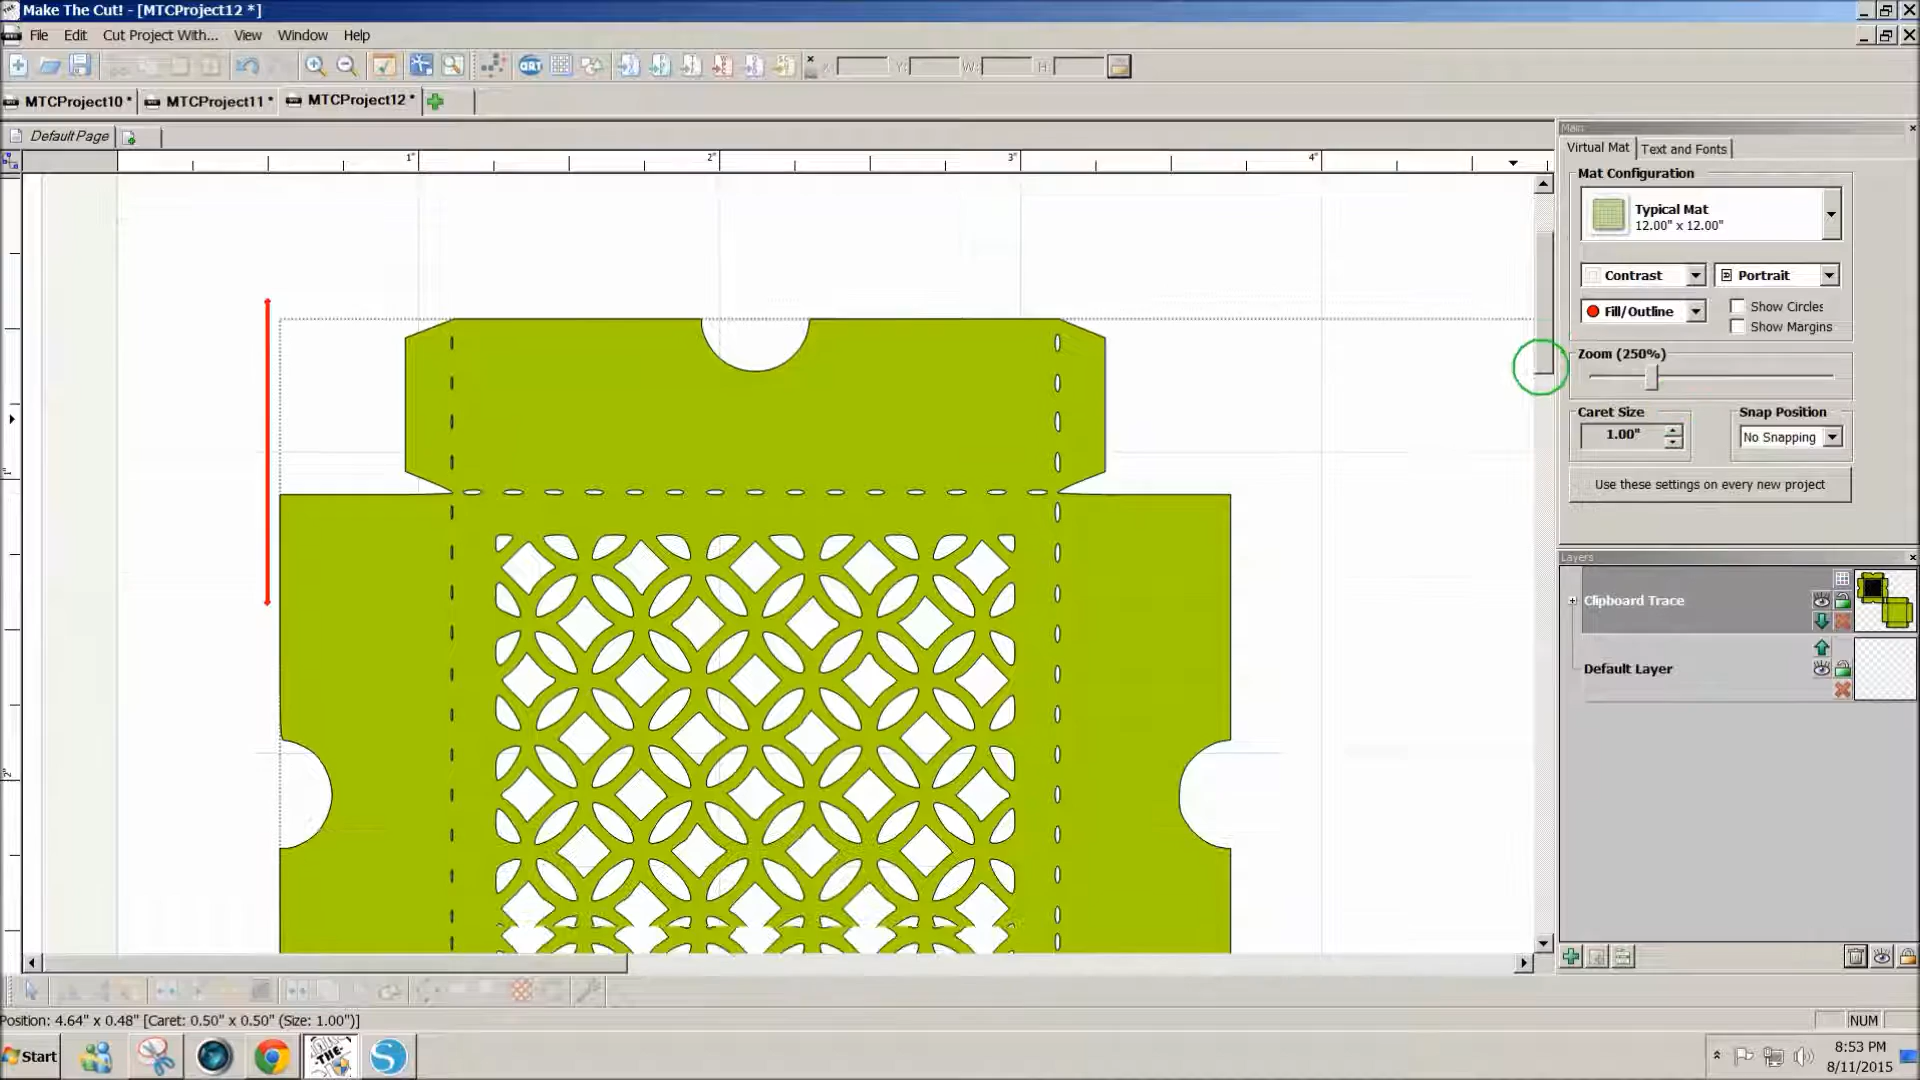 Make The Cut! - [MTCProject12 *]
File Edit Cut Project With... View Window Help
X: Y: W: H:
MTCProject10 * MTCProject11 * MTCProject12 *
DefaultPage
1" 2" 3" 4"
1"
2"
Main
Virtual Mat Text and Fonts
Mat Configuration
Typical Mat
12.00" x 12.00"
Contrast Portrait
Fill/Outline Show Circles
Show Margins
Zoom (250%)
Caret Size Snap Position
1.00" No Snapping
Use these settings on every new project
Layers
Clipboard Trace
Default Layer
Position: 4.64" x 0.48" [Caret: 0.50" x 0.50" (Size: 1.00")]
NUM
Start
8:53 PM
8/11/2015